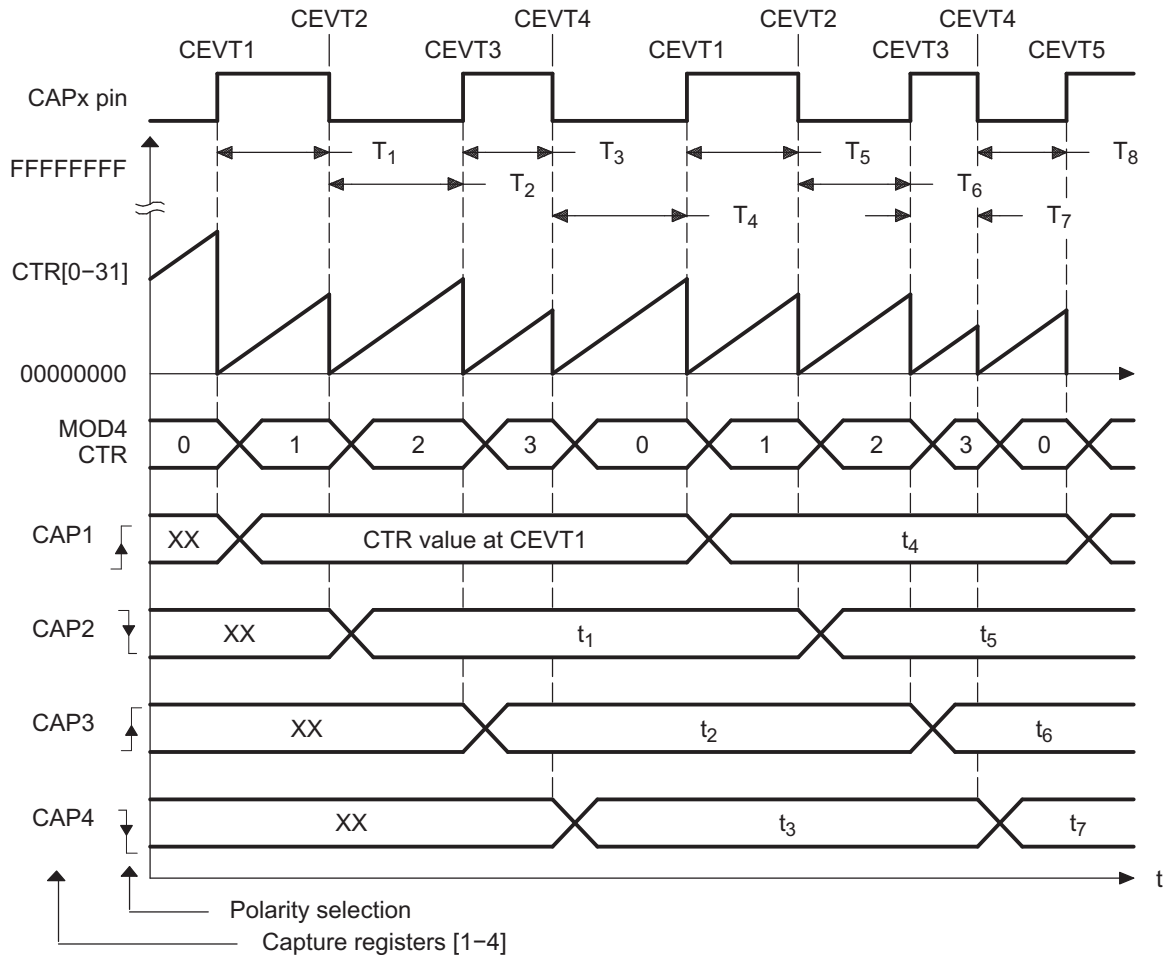 CEVT2 CEVT4 CEVT2 CEVT4
CEVT1 CEVT3 CEVT1 CEVT3 CEVT5
CAPx pin
T1 T3 T5 T8
FFFFFFFF
T2 T6
T4 T7
CTR[0−31]
00000000
MOD4
CTR
0 1 2 3 0 1 2 3 0
CAP1 XX CTR value at CEVT1 t4
CAP2 XX t1 t5
CAP3 XX t2 t6
CAP4 XX t3 t7
t
Polarity selection
Capture registers [1−4]